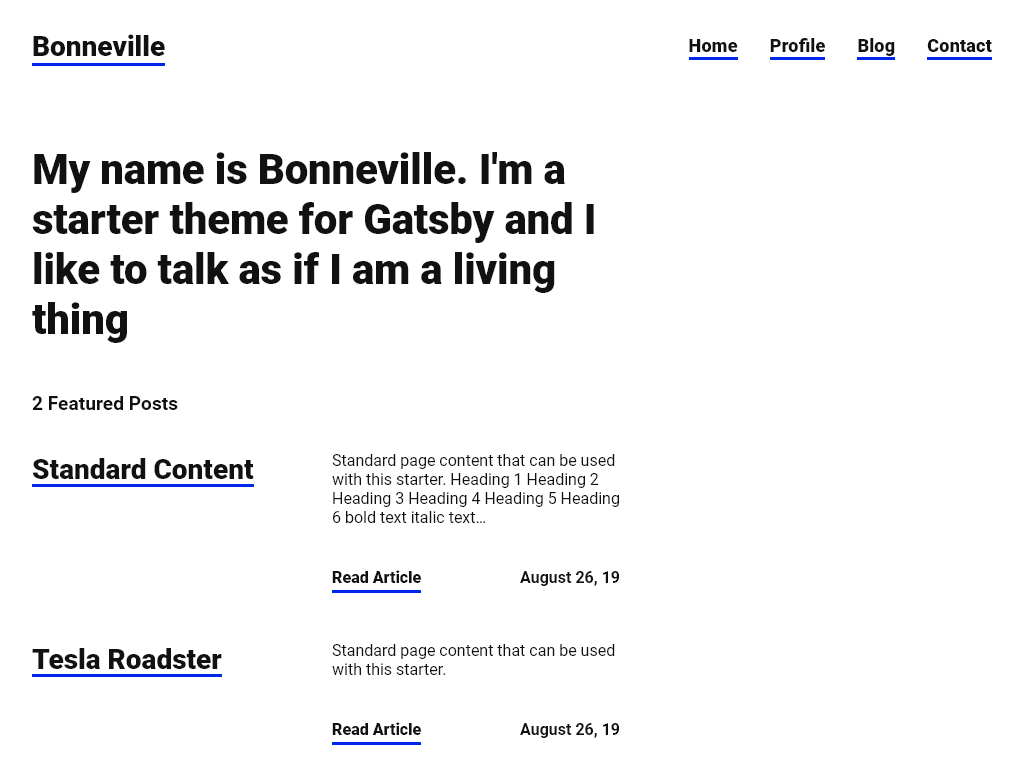 Bonneville
Home Profile Blog Contact
My name is Bonneville. I'm a
starter theme for Gatsby and I
like to talk as if I am a living
thing
2 Featured Posts
Standard Content
Standard page content that can be used
with this starter. Heading 1 Heading 2
Heading 3 Heading 4 Heading 5 Heading
6 bold text italic text…
Read Article August 26, 19
Tesla Roadster
Standard page content that can be used
with this starter.
Read Article August 26, 19